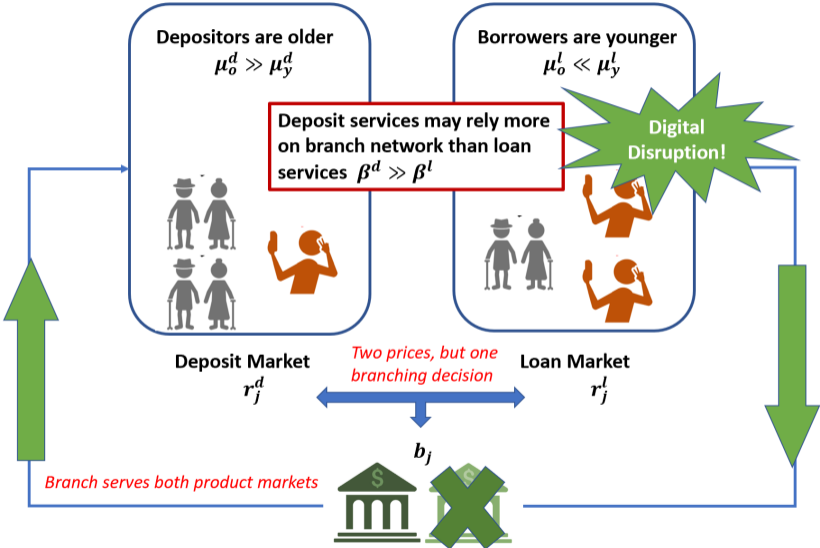 Depositors are older
μ_o^d ≫ μ_y^d
Borrowers are younger
μ_o^l ≪ μ_y^l
Deposit services may rely more
on branch network than loan
services β^d ≫ β^l
Digital
Disruption!
Deposit Market
r_j^d
Two prices, but one
branching decision
Loan Market
r_j^l
b_j
Branch serves both product markets
$
$